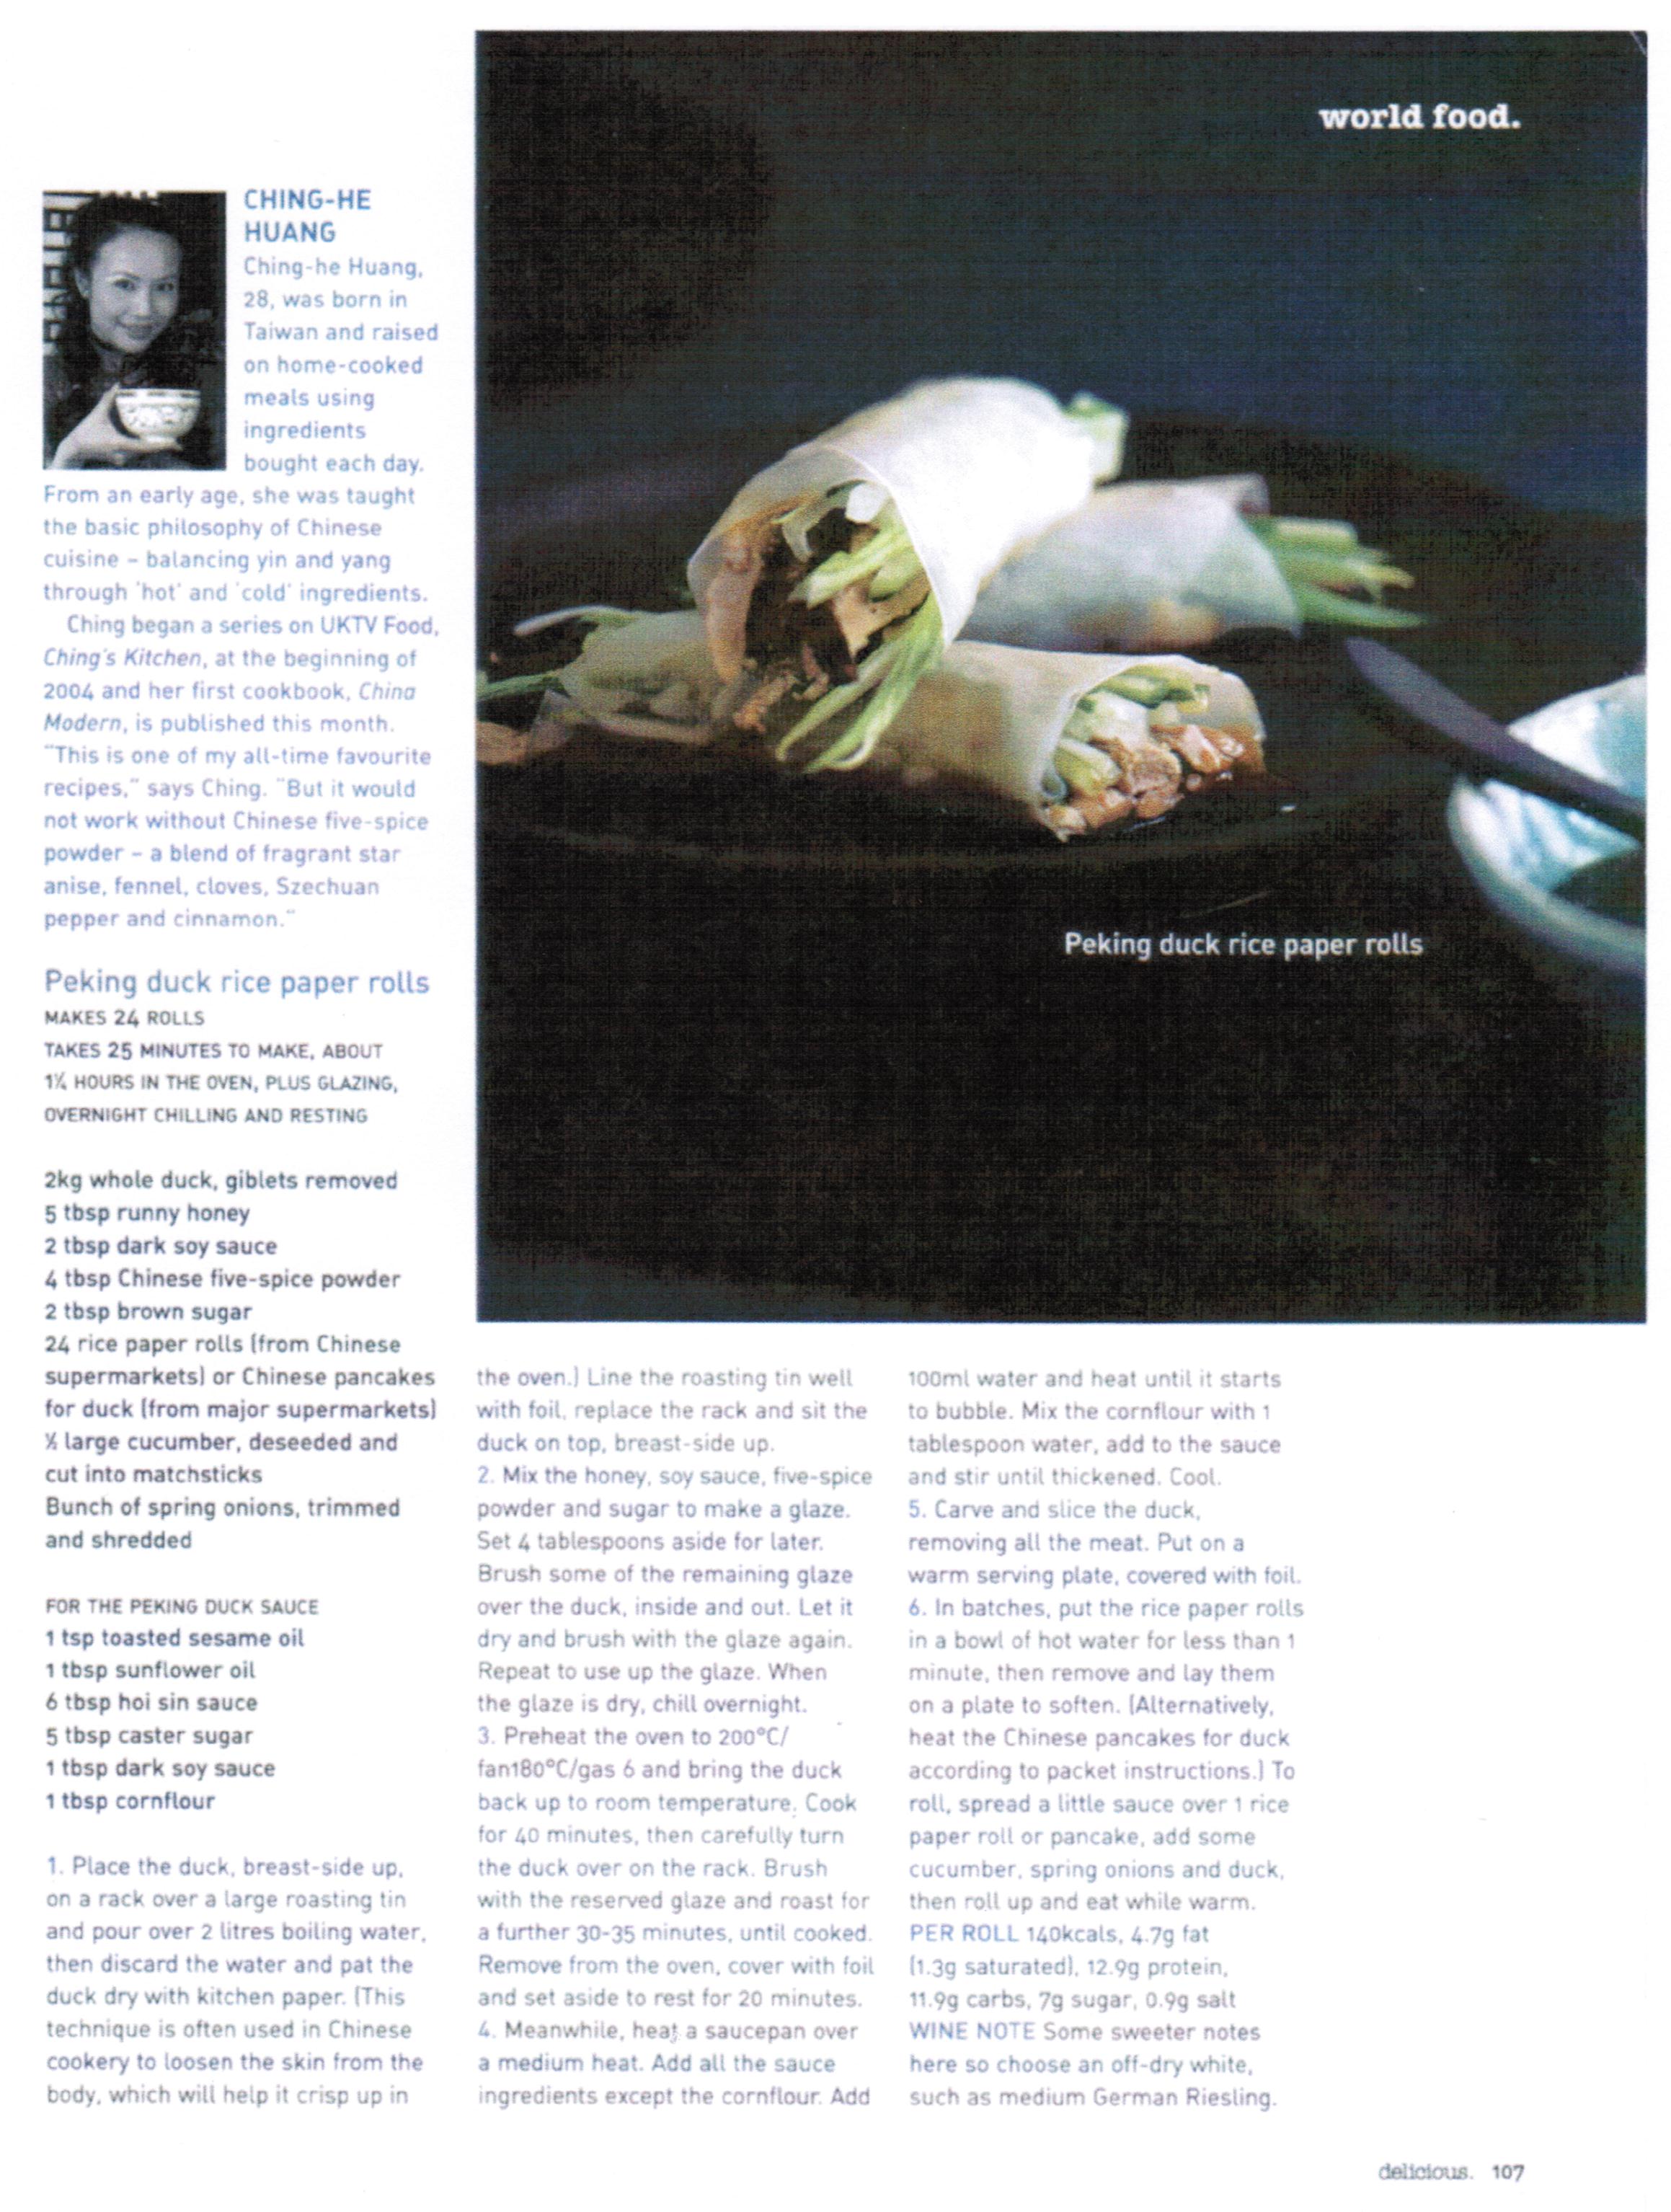 world food.
CHING-HE
HUANG
Ching-he Huang,
28, was born in
Taiwan and raised
on home-cooked
meals using
ingredients
bought each day.
From an early age, she was taught
the basic philosophy of Chinese
cuisine – balancing yin and yang
through 'hot' and 'cold' ingredients.
Ching began a series on UKTV Food,
Ching's Kitchen, at the beginning of
2004 and her first cookbook, China
Modern, is published this month.
"This is one of my all-time favourite
recipes," says Ching. "But it would
not work without Chinese five-spice
powder – a blend of fragrant star
anise, fennel, cloves, Szechuan
pepper and cinnamon."
Peking duck rice paper rolls
Peking duck rice paper rolls
MAKES 24 ROLLS
TAKES 25 MINUTES TO MAKE, ABOUT
1¼ HOURS IN THE OVEN, PLUS GLAZING,
OVERNIGHT CHILLING AND RESTING
2kg whole duck, giblets removed
5 tbsp runny honey
2 tbsp dark soy sauce
4 tbsp Chinese five-spice powder
2 tbsp brown sugar
24 rice paper rolls (from Chinese
supermarkets) or Chinese pancakes
for duck (from major supermarkets)
½ large cucumber, deseeded and
cut into matchsticks
Bunch of spring onions, trimmed
and shredded
FOR THE PEKING DUCK SAUCE
1 tsp toasted sesame oil
1 tbsp sunflower oil
6 tbsp hoi sin sauce
5 tbsp caster sugar
1 tbsp dark soy sauce
1 tbsp cornflour
1. Place the duck, breast-side up,
on a rack over a large roasting tin
and pour over 2 litres boiling water,
then discard the water and pat the
duck dry with kitchen paper. (This
technique is often used in Chinese
cookery to loosen the skin from the
body, which will help it crisp up in
the oven.) Line the roasting tin well
with foil, replace the rack and sit the
duck on top, breast-side up.
2. Mix the honey, soy sauce, five-spice
powder and sugar to make a glaze.
Set 4 tablespoons aside for later.
Brush some of the remaining glaze
over the duck, inside and out. Let it
dry and brush with the glaze again.
Repeat to use up the glaze. When
the glaze is dry, chill overnight.
3. Preheat the oven to 200°C/
fan180°C/gas 6 and bring the duck
back up to room temperature. Cook
for 40 minutes, then carefully turn
the duck over on the rack. Brush
with the reserved glaze and roast for
a further 30-35 minutes, until cooked.
Remove from the oven, cover with foil
and set aside to rest for 20 minutes.
4. Meanwhile, heat a saucepan over
a medium heat. Add all the sauce
ingredients except the cornflour. Add
100ml water and heat until it starts
to bubble. Mix the cornflour with 1
tablespoon water, add to the sauce
and stir until thickened. Cool.
5. Carve and slice the duck,
removing all the meat. Put on a
warm serving plate, covered with foil.
6. In batches, put the rice paper rolls
in a bowl of hot water for less than 1
minute, then remove and lay them
on a plate to soften. (Alternatively,
heat the Chinese pancakes for duck
according to packet instructions.) To
roll, spread a little sauce over 1 rice
paper roll or pancake, add some
cucumber, spring onions and duck,
then roll up and eat while warm.
PER ROLL 140kcals, 4.7g fat
(1.3g saturated), 12.9g protein,
11.9g carbs, 7g sugar, 0.9g salt
WINE NOTE Some sweeter notes
here so choose an off-dry white,
such as medium German Riesling.
delicious. 107